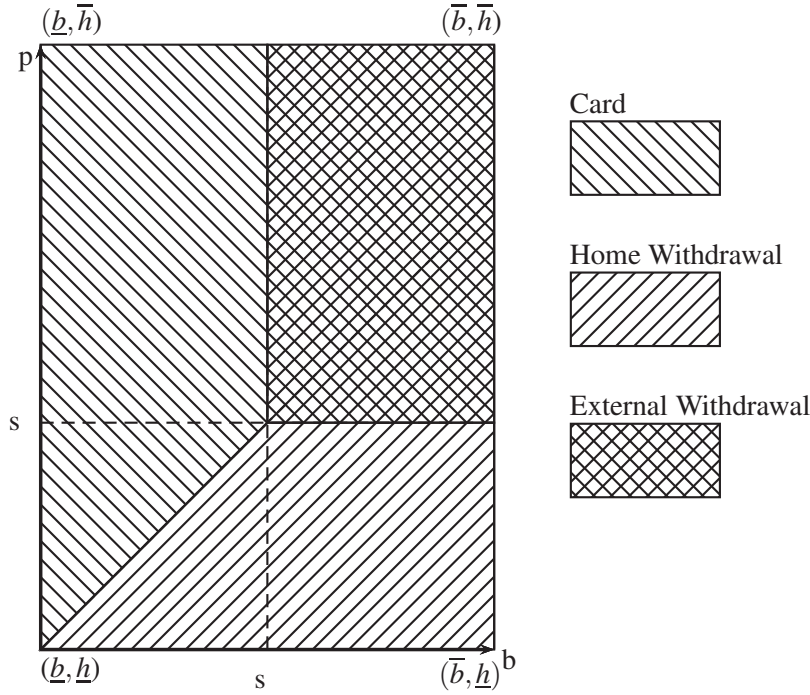 (b̲, h̅)
(b̅, h̅)
p
Card
Home Withdrawal
External Withdrawal
s
(b̲, h̲)
s
(b̅, h̲)
b